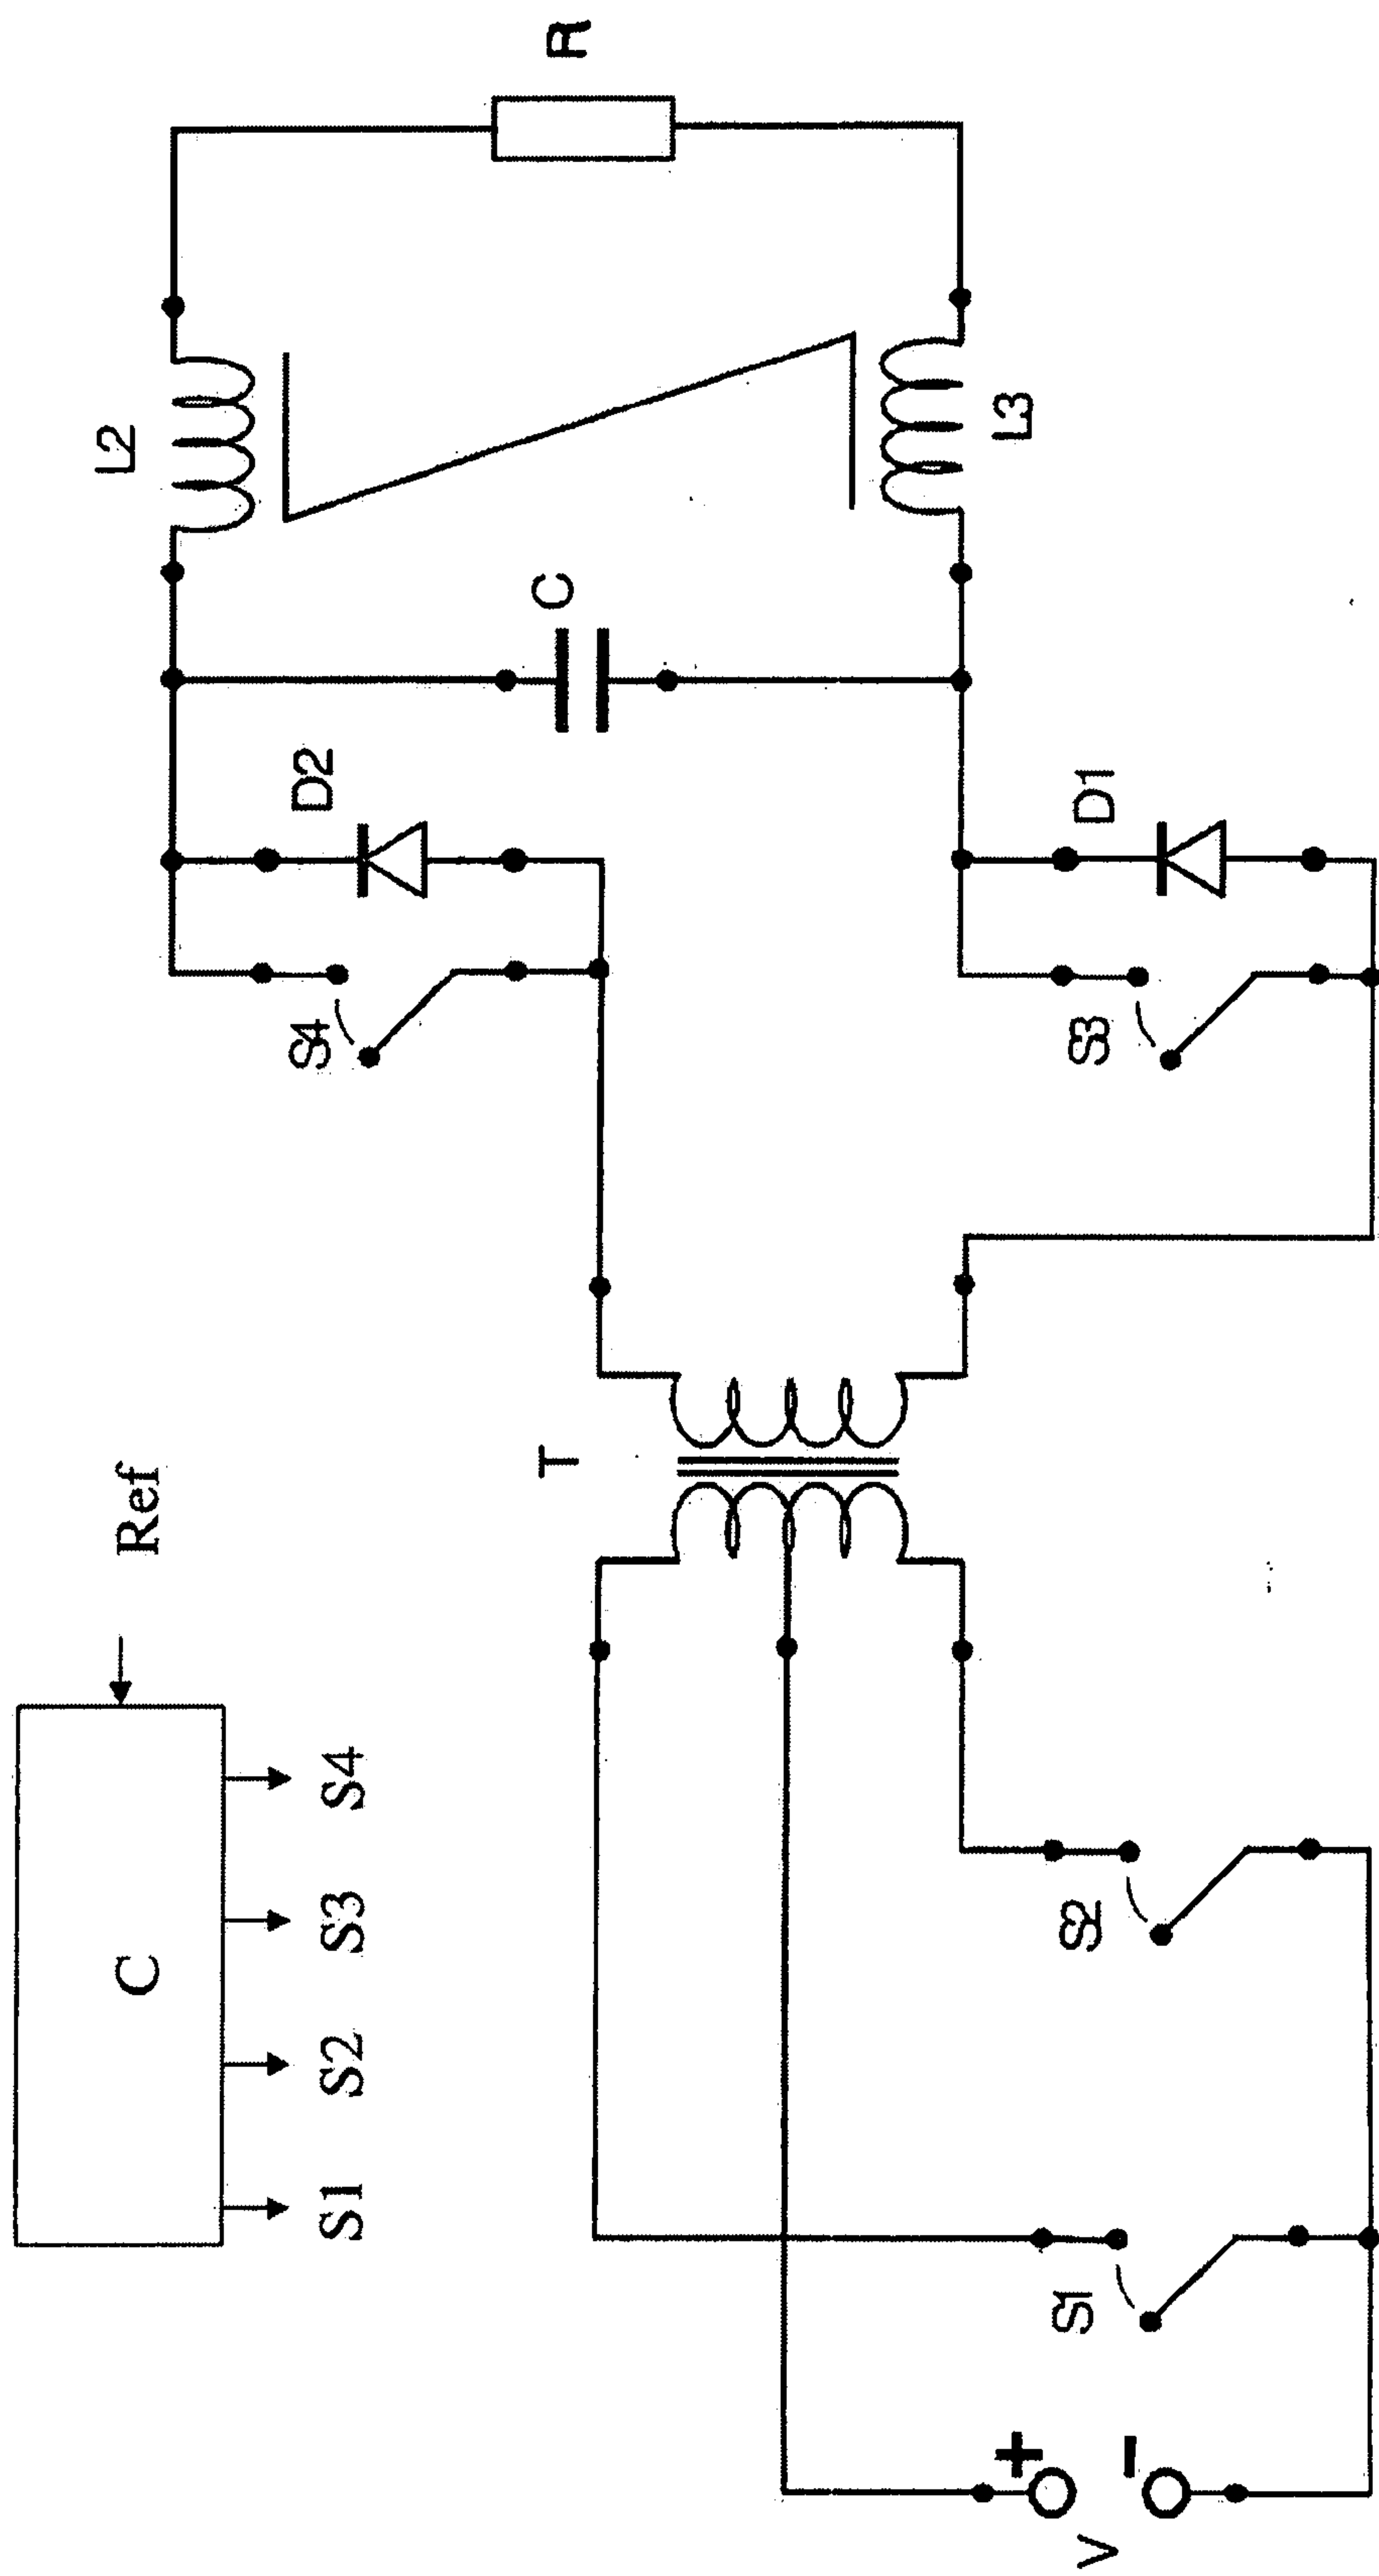 C
Ref
S1 S2 S3 S4
T
S4
D2
L2
C
R
V
+
−
S1
S2
S3
D1
L3